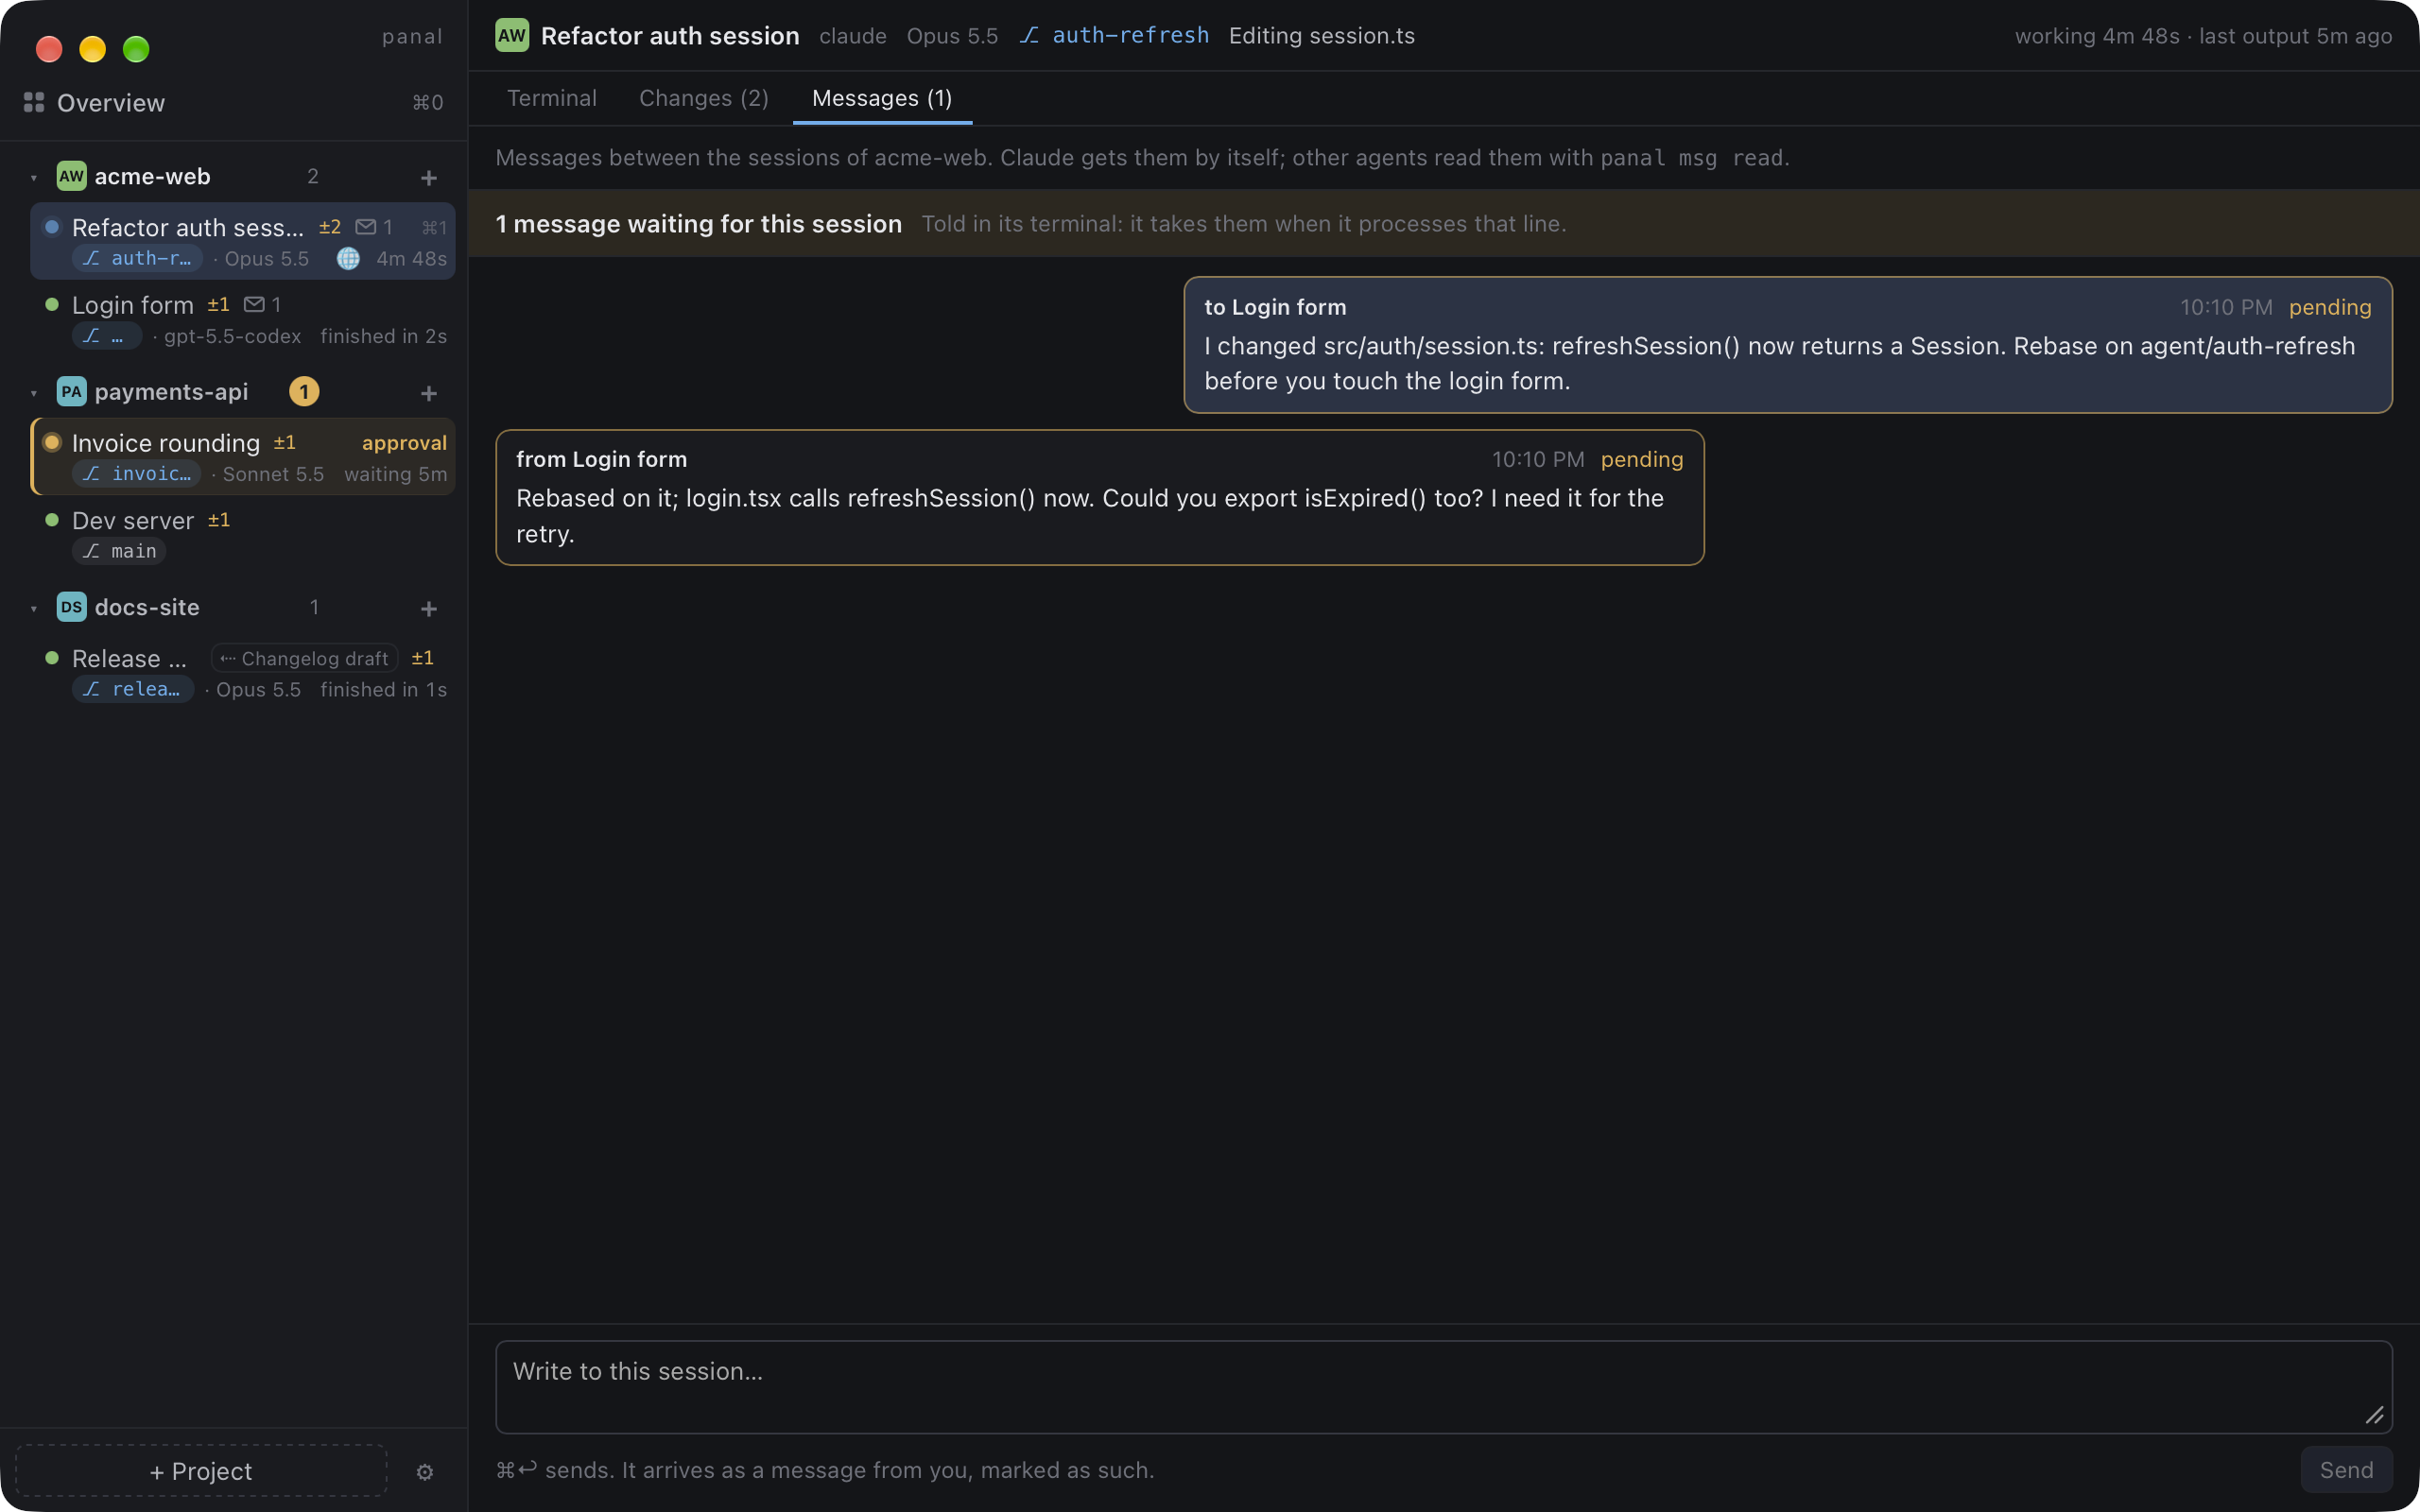 panal
Overview ⌘0
AW acme-web 2 +
Refactor auth sess... ±2 1 ⌘1
auth-r… · Opus 5.5 4m 48s
Login form ±1 1
… · gpt-5.5-codex finished in 2s
PA payments-api 1 +
Invoice rounding ±1 approval
invoic… · Sonnet 5.5 waiting 5m
Dev server ±1
main
DS docs-site 1 +
Release ... Changelog draft ±1
relea… · Opus 5.5 finished in 1s
+ Project
AW Refactor auth session claude Opus 5.5 auth-refresh Editing session.ts working 4m 48s · last output 5m ago
Terminal Changes (2) Messages (1)
Messages between the sessions of acme-web. Claude gets them by itself; other agents read them with panal msg read.
1 message waiting for this session Told in its terminal: it takes them when it processes that line.
to Login form 10:10 PM pending
I changed src/auth/session.ts: refreshSession() now returns a Session. Rebase on agent/auth-refresh
before you touch the login form.
from Login form 10:10 PM pending
Rebased on it; login.tsx calls refreshSession() now. Could you export isExpired() too? I need it for the
retry.
Write to this session...
⌘↩ sends. It arrives as a message from you, marked as such.
Send